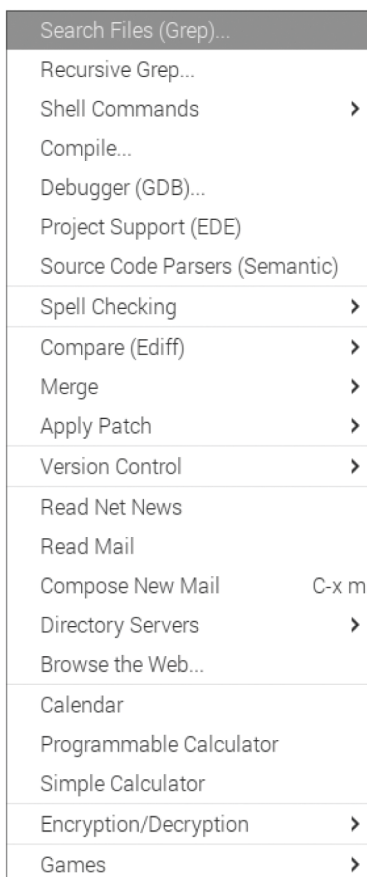 Search Files (Grep)...
Recursive Grep...
Shell Commands
Compile...
Debugger (GDB)...
Project Support (EDE)
Source Code Parsers (Semantic)
Spell Checking
Compare (Ediff)
Merge
Apply Patch
Version Control
Read Net News
Read Mail
Compose New Mail C-x m
Directory Servers
Browse the Web...
Calendar
Programmable Calculator
Simple Calculator
Encryption/Decryption
Games